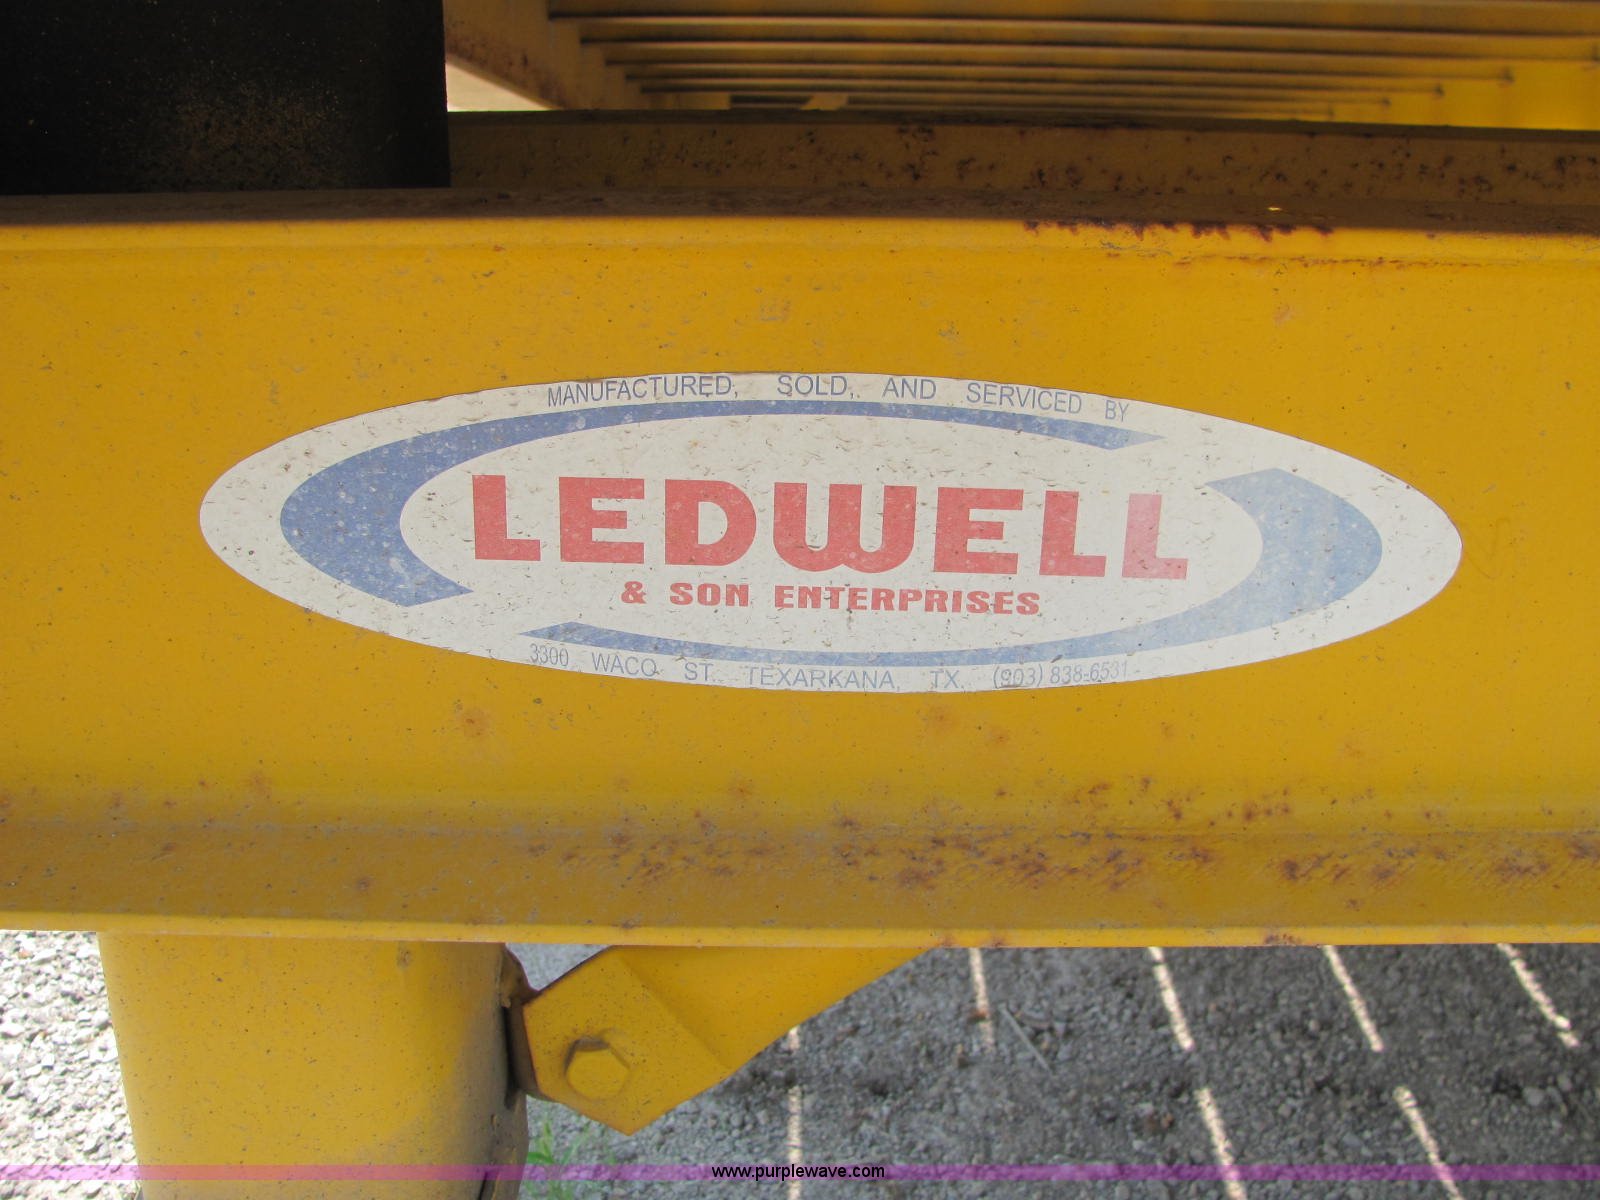 MANUFACTURED, SOLD, AND SERVICED BY
LEDWELL
& SON ENTERPRISES
3300 WACO ST. TEXARKANA, TX. (903) 838-6531
www.purplewave.com